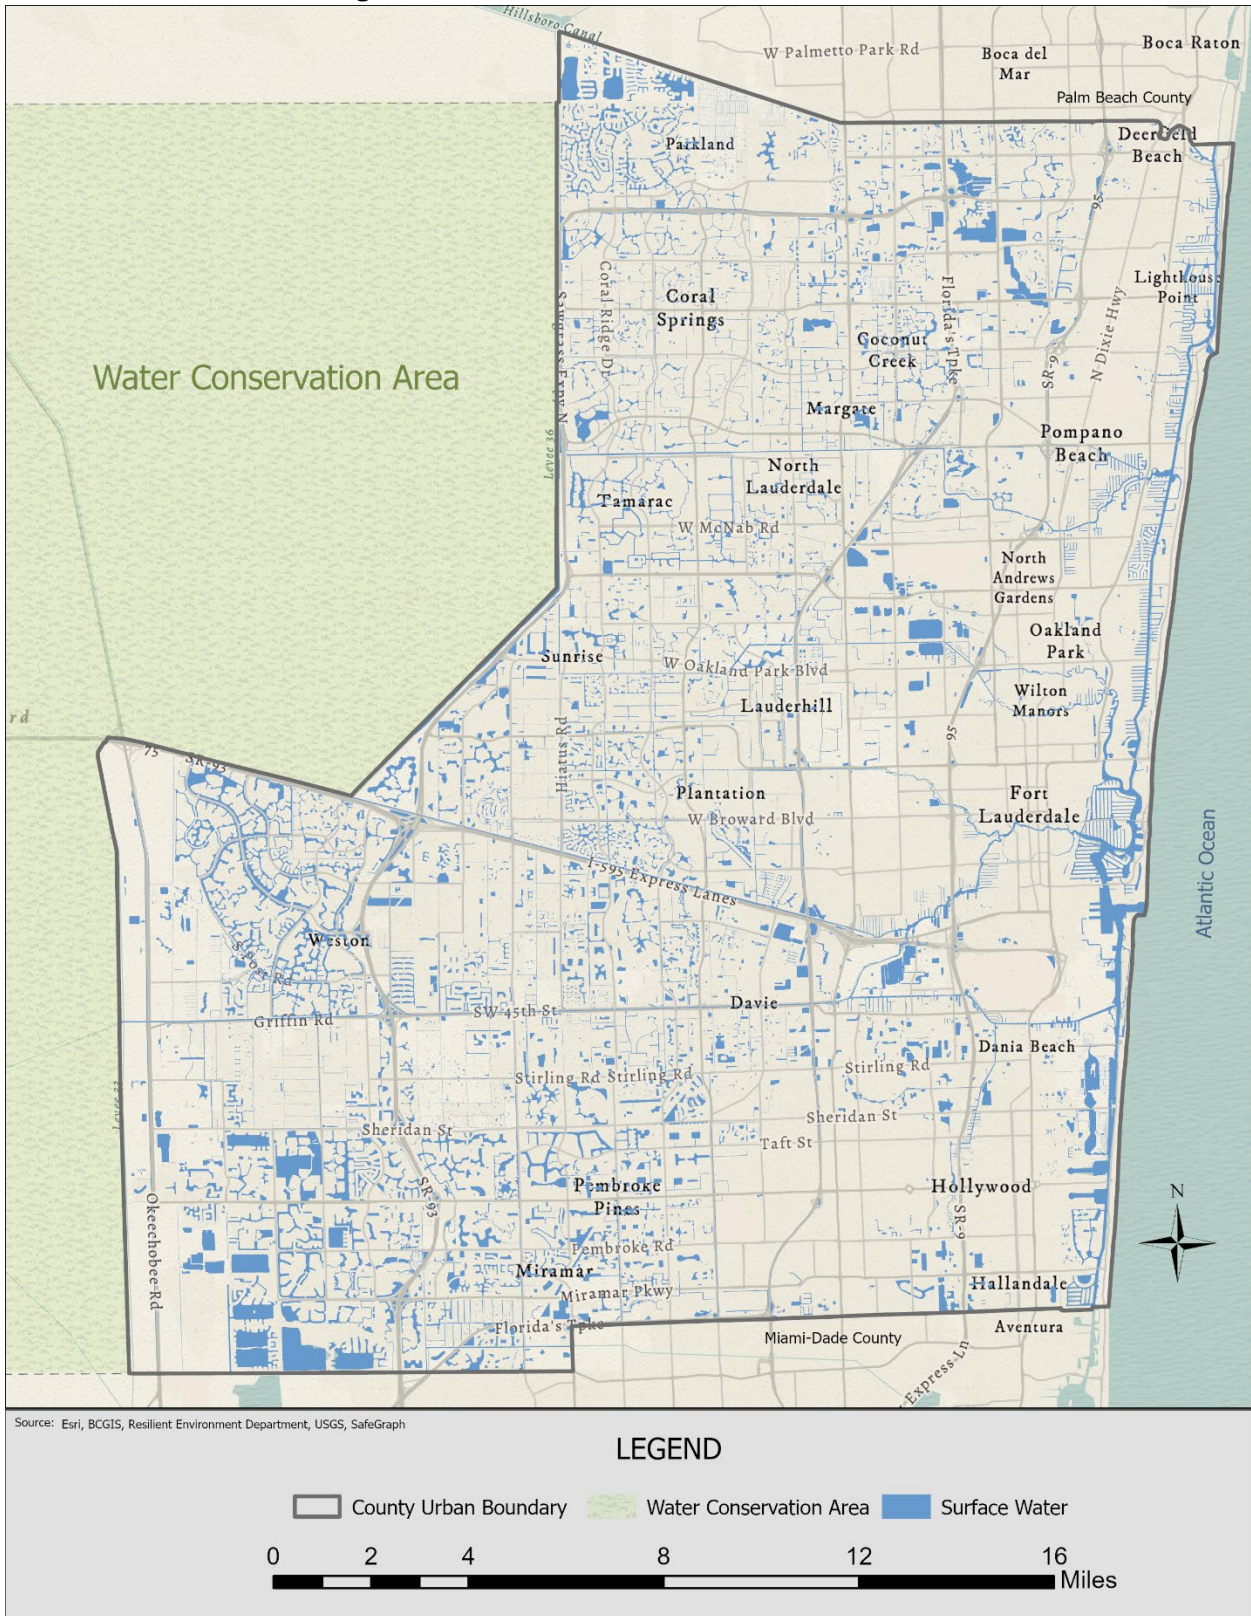 Hillsboro Canal
W Palmetto Park Rd
Boca del
Mar
Boca Raton
Palm Beach County
Deerfield
Beach
Parkland
95
Coral Ridge Dr
Sawgrass Expy N
Coral
Springs
Florida's Tpke
Lighthouse
Point
N Dixie Hwy
Coconut
Creek
SR-9
Water Conservation Area
Margate
Levee 36
Pompano
Beach
North
Lauderdale
Tamarac
W McNab Rd
North
Andrews
Gardens
Oakland
Park
Sunrise
W Oakland Park Blvd
Wilton
Manors
Lauderhill
rd
75
SR-93
Hiatus Rd
95
Plantation
W Broward Blvd
Fort
Lauderdale
I-595 Express Lanes
Atlantic Ocean
Weston
S Post Rd
Davie
SW 45th St
Griffin Rd
Dania Beach
Stirling Rd Stirling Rd
Stirling Rd
Sheridan St
Sheridan St
Taft St
Pembroke
Pines
Hollywood
SR-93
SR-9
N
Okeechobee Rd
Pembroke Rd
Miramar
Miramar Pkwy
Hallandale
Florida's Tpke
Miami-Dade County
Aventura
Express Ln
Source: Esri, BCGIS, Resilient Environment Department, USGS, SafeGraph
LEGEND
County Urban Boundary
Water Conservation Area
Surface Water
0 2 4 8 12 16
Miles